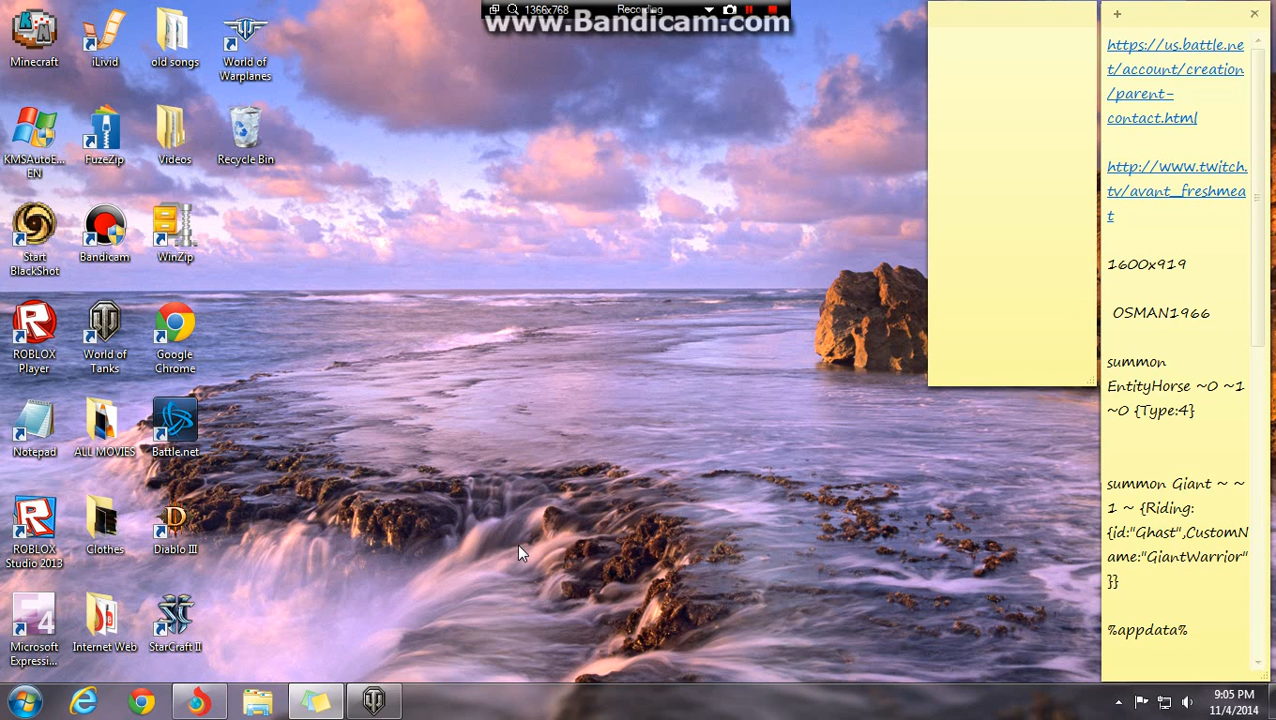 1366x768
Recording
www.Bandicam.com
Minecraft
iLivid
old songs
World of
Warplanes
KMSAutoE...
EN
FuzeZip
Videos
Recycle Bin
Start
BlackShot
Bandicam
WinZip
ROBLOX
Player
World of
Tanks
Google
Chrome
Notepad
ALL MOVIES
Battle.net
ROBLOX
Studio 2013
Clothes
Diablo III
Microsoft
Expressi...
Internet Web
StarCraft II
https://us.battle.ne
t/account/creation
/parent-
contact.html
http://www.twitch.
tv/avant_freshmea
t
1600x919
OSMAN1966
summon
EntityHorse ~0 ~1
~0 {Type:4}
summon Giant ~ ~
1 ~ {Riding:
{id:"Ghast",CustomN
ame:"GiantWarrior"
}}
%appdata%
9:05 PM
11/4/2014